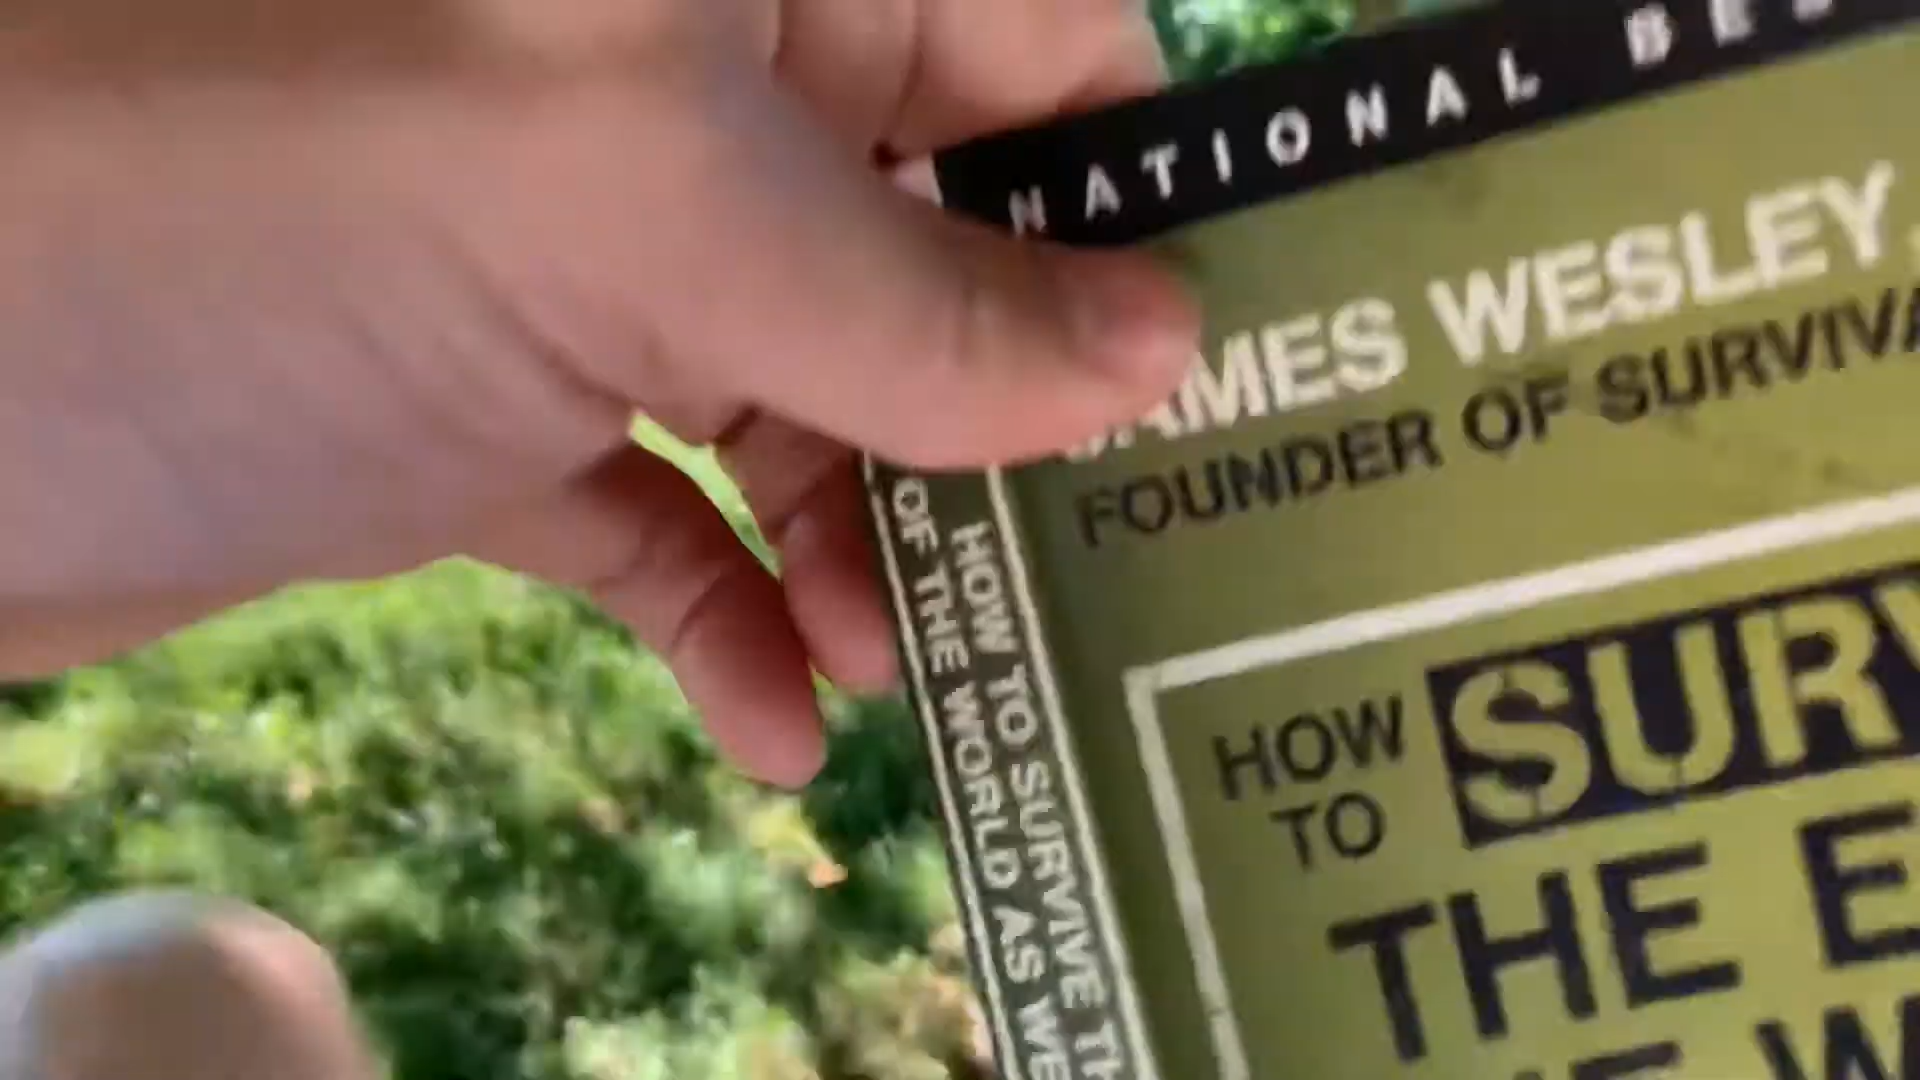 NATIONAL BES
JAMES WESLEY,
FOUNDER OF SURVIVA
HOW
TO
SURV
THE E
HOW TO SURVIVE TH
OF THE WORLD AS WE